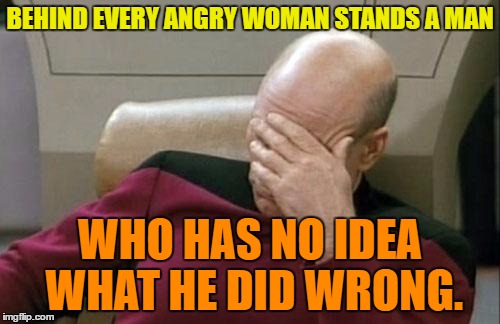 BEHIND EVERY ANGRY WOMAN STANDS A MAN
WHO HAS NO IDEA
WHAT HE DID WRONG.
imgflip.com